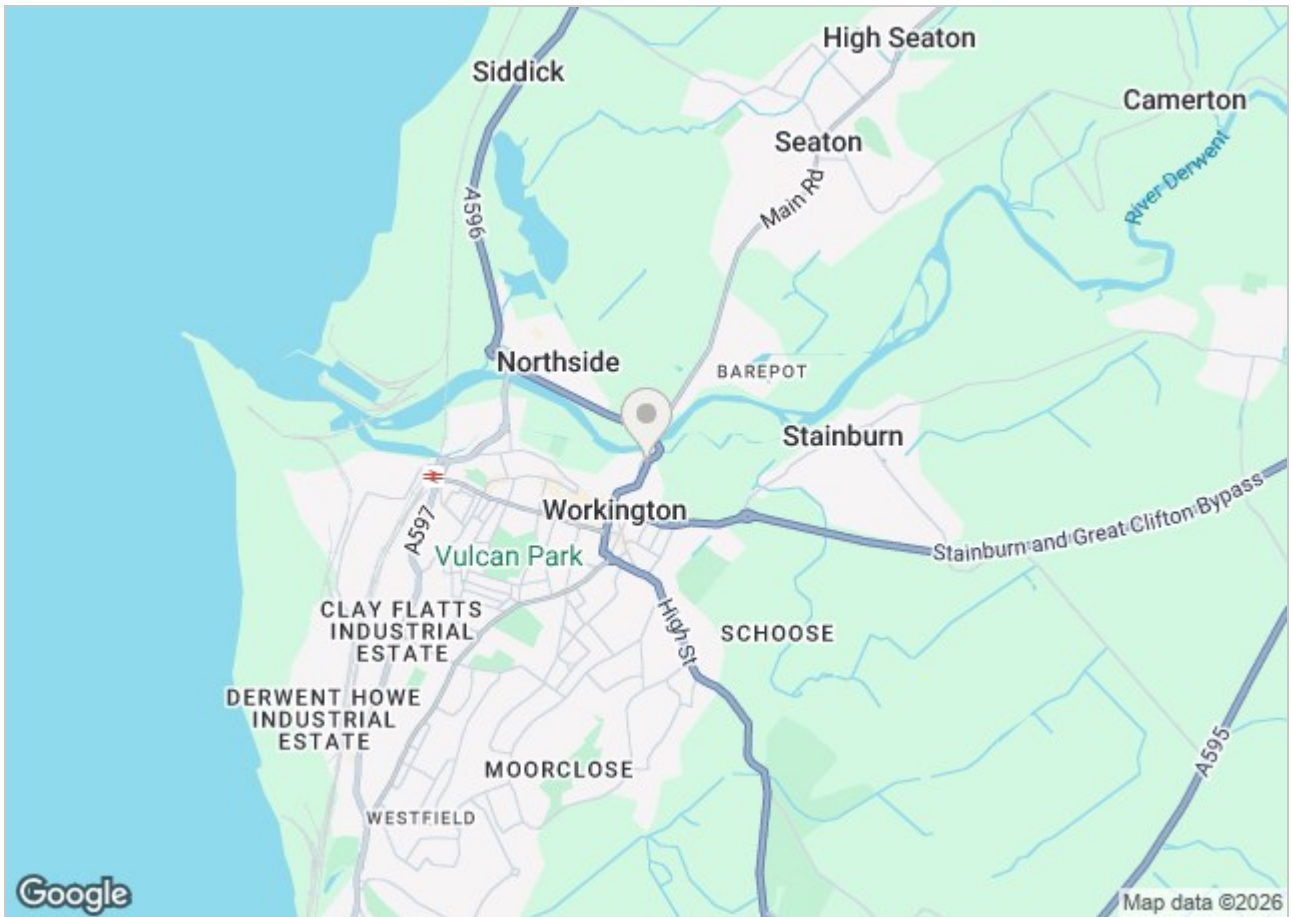 High Seaton
Siddick
Camerton
Seaton
River Derwent
Main Rd
A596
Northside
BAREPOT
Stainburn
Workington
Stainburn and Great Clifton Bypass
A597
Vulcan Park
CLAY FLATTS
INDUSTRIAL
ESTATE
High St
SCHOOSE
DERWENT HOWE
INDUSTRIAL
ESTATE
A595
MOORCLOSE
WESTFIELD
Google
Map data ©2026